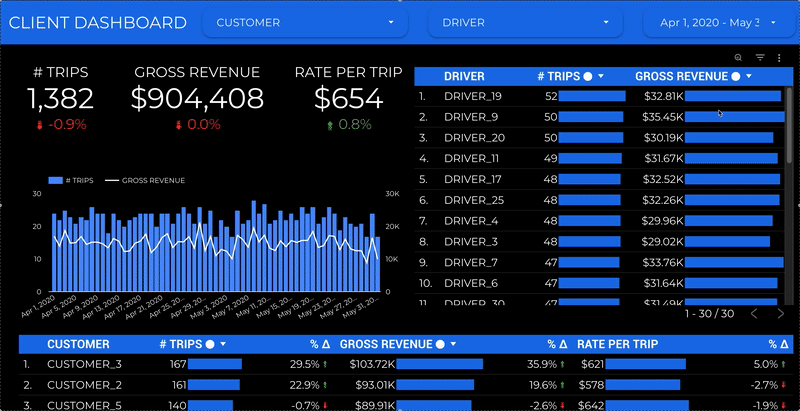 CLIENT DASHBOARD
CUSTOMER
DRIVER
Apr 1, 2020 - May 3
# TRIPS
1,382
-0.9%
GROSS REVENUE
$904,408
0.0%
RATE PER TRIP
$654
0.8%
# TRIPS GROSS REVENUE
30
20
10
0
30K
20K
10K
0
Apr 1, 2020
Apr 5, 2020
Apr 9, 2020
Apr 13, 2020
Apr 17, 2020
Apr 21, 20...
Apr 25, 20...
Apr 29, 20...
May 3, 2020
May 7, 2020
May 11, 20...
May 15, 20...
May 19, 20...
May 23, 20...
May 27, 20...
May 31, 20...
DRIVER # TRIPS GROSS REVENUE
1. DRIVER_19 52 $32.81K
2. DRIVER_9 50 $35.45K
3. DRIVER_20 50 $30.19K
4. DRIVER_11 49 $31.67K
5. DRIVER_17 48 $32.52K
6. DRIVER_25 48 $32.26K
7. DRIVER_4 48 $29.96K
8. DRIVER_3 48 $29.02K
9. DRIVER_7 47 $33.76K
10. DRIVER_6 47 $31.64K
11. DRIVER_30 47 $31.49K
1 - 30 / 30
CUSTOMER # TRIPS % Δ GROSS REVENUE % Δ RATE PER TRIP % Δ
1. CUSTOMER_3 167 29.5% $103.72K 35.9% $621 5.0%
2. CUSTOMER_2 161 22.9% $93.01K 19.6% $578 -2.7%
3. CUSTOMER_5 140 -0.7% $89.91K -2.6% $642 -1.9%